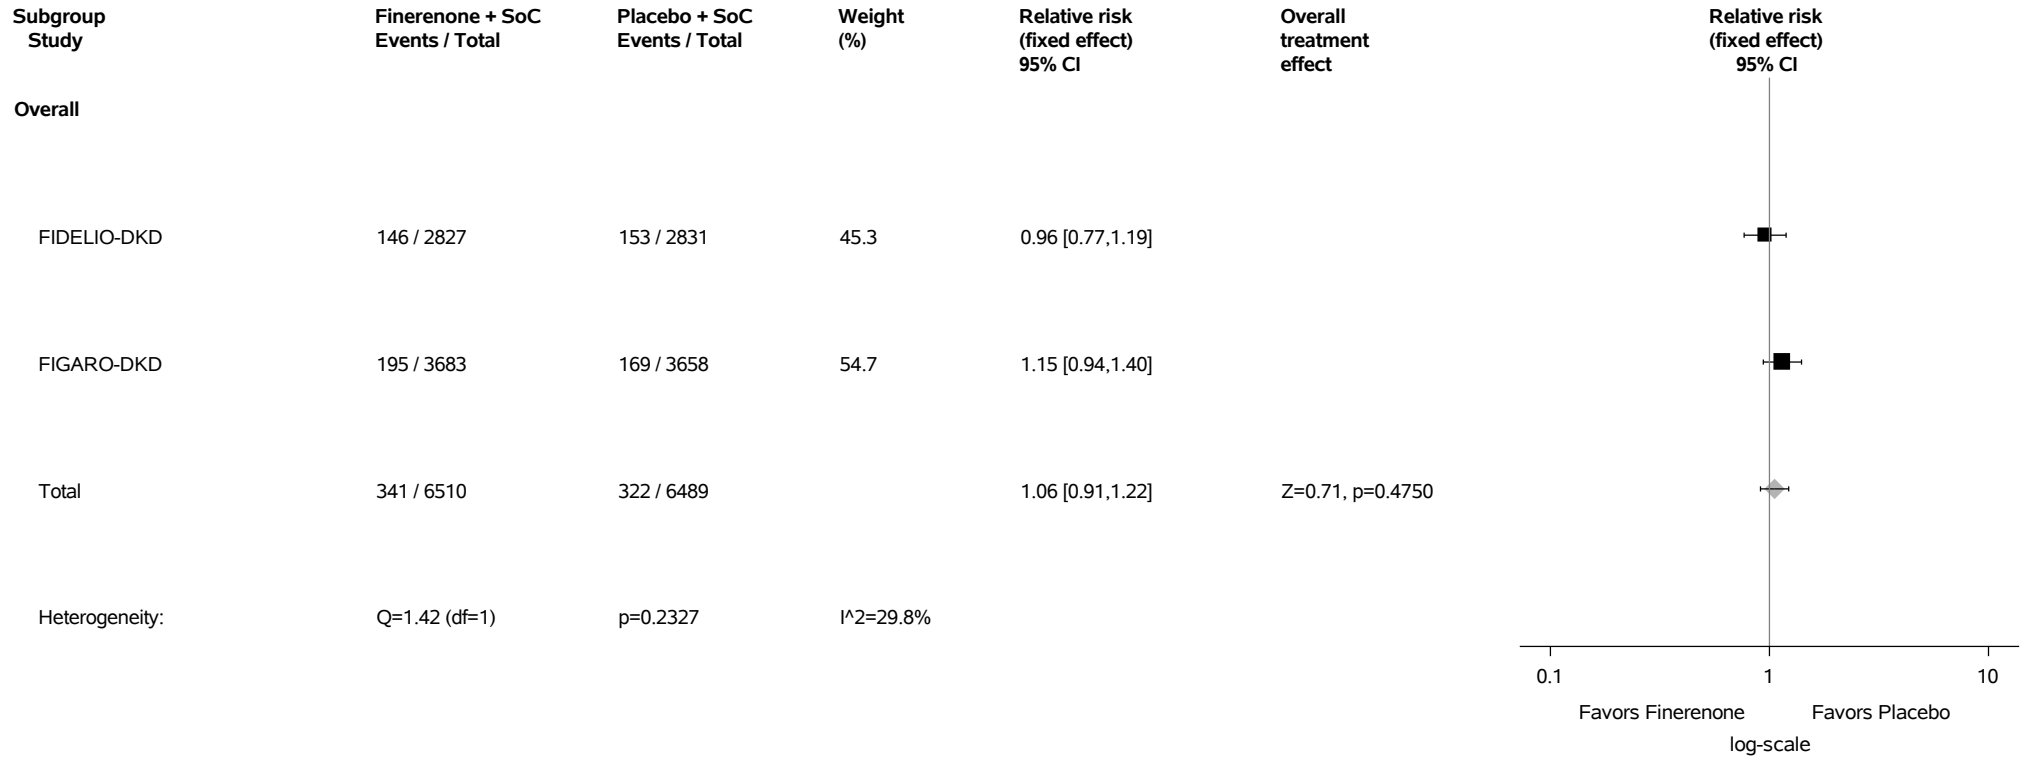 Subgroup Finerenone + SoC Placebo + SoC Weight Relative risk Overall Relative risk
Study Events / Total Events / Total (%) (fixed effect) treatment (fixed effect)
95% CI effect 95% CI
Overall
FIDELIO-DKD 146 / 2827 153 / 2831 45.3 0.96 [0.77,1.19]
FIGARO-DKD 195 / 3683 169 / 3658 54.7 1.15 [0.94,1.40]
Total 341 / 6510 322 / 6489 1.06 [0.91,1.22] Z=0.71, p=0.4750
Heterogeneity: Q=1.42 (df=1) p=0.2327 I^2=29.8%
0.1 1 10
Favors Finerenone Favors Placebo
log-scale